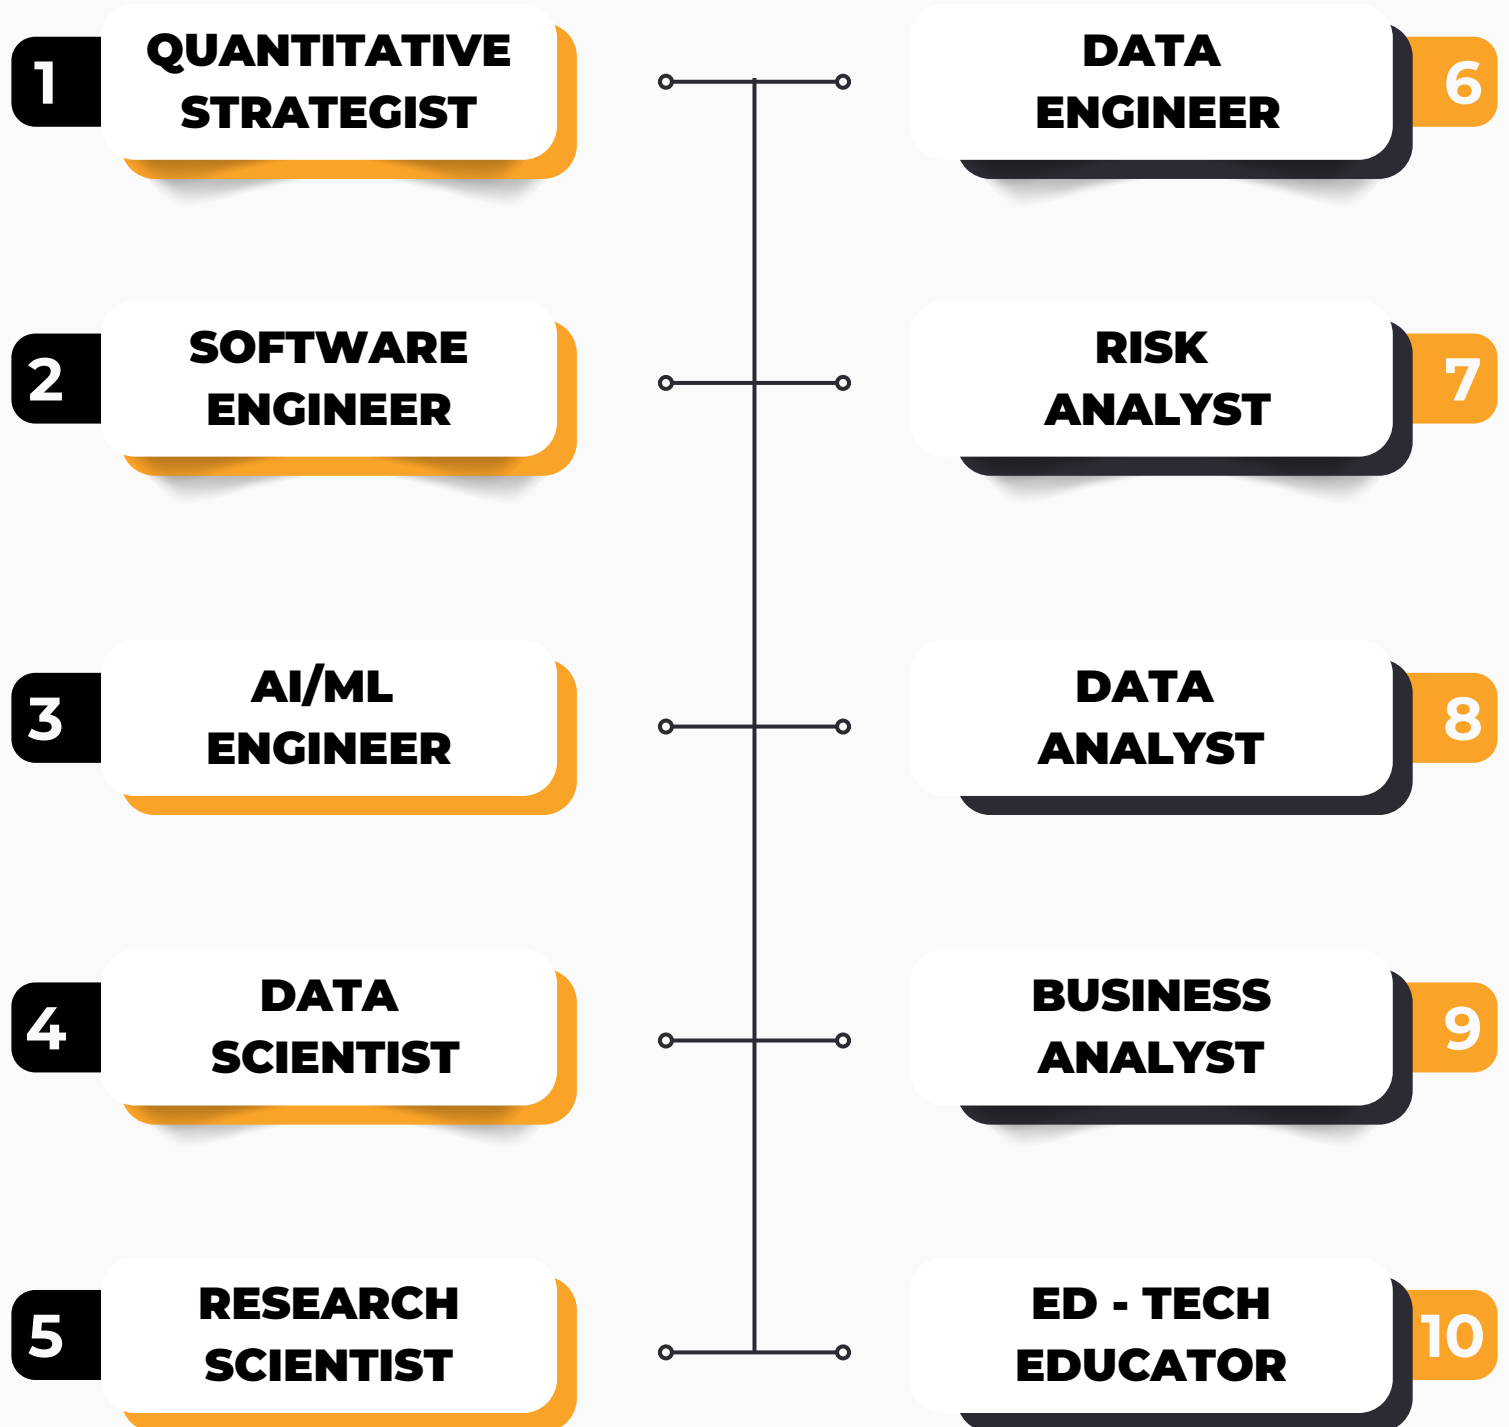 1
QUANTITATIVE
STRATEGIST
2
SOFTWARE
ENGINEER
3
AI/ML
ENGINEER
4
DATA
SCIENTIST
5
RESEARCH
SCIENTIST
DATA
ENGINEER
6
RISK
ANALYST
7
DATA
ANALYST
8
BUSINESS
ANALYST
9
ED - TECH
EDUCATOR
10